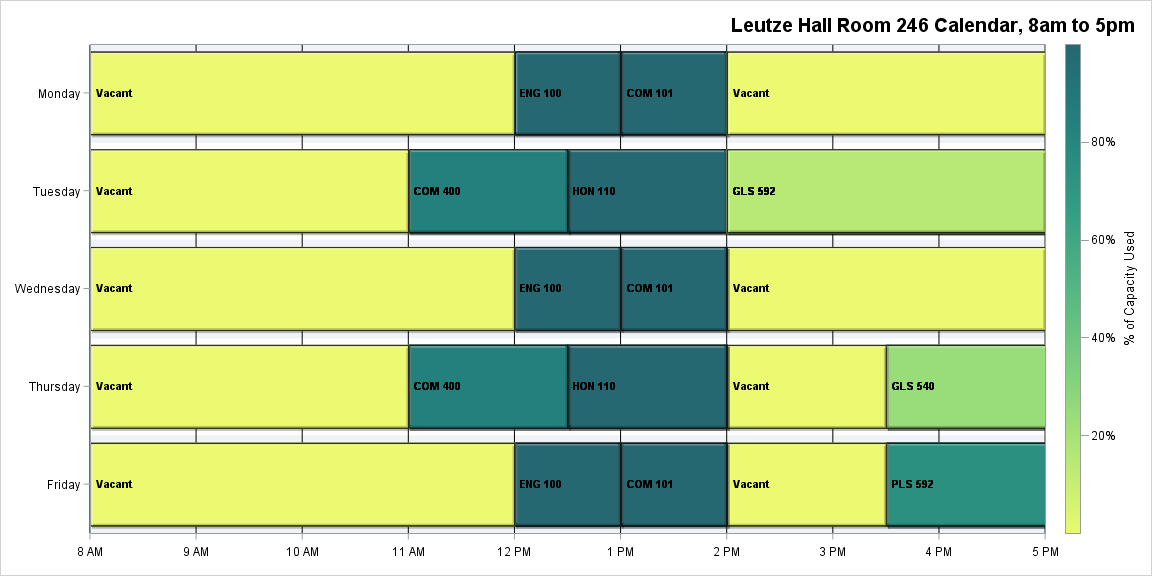 Leutze Hall Room 246 Calendar, 8am to 5pm
Monday
Vacant
ENG 100
COM 101
Vacant
Tuesday
Vacant
COM 400
HON 110
GLS 592
Wednesday
Vacant
ENG 100
COM 101
Vacant
Thursday
Vacant
COM 400
HON 110
Vacant
GLS 540
Friday
Vacant
ENG 100
COM 101
Vacant
PLS 592
8 AM
9 AM
10 AM
11 AM
12 PM
1 PM
2 PM
3 PM
4 PM
5 PM
80%
60%
40%
20%
% of Capacity Used